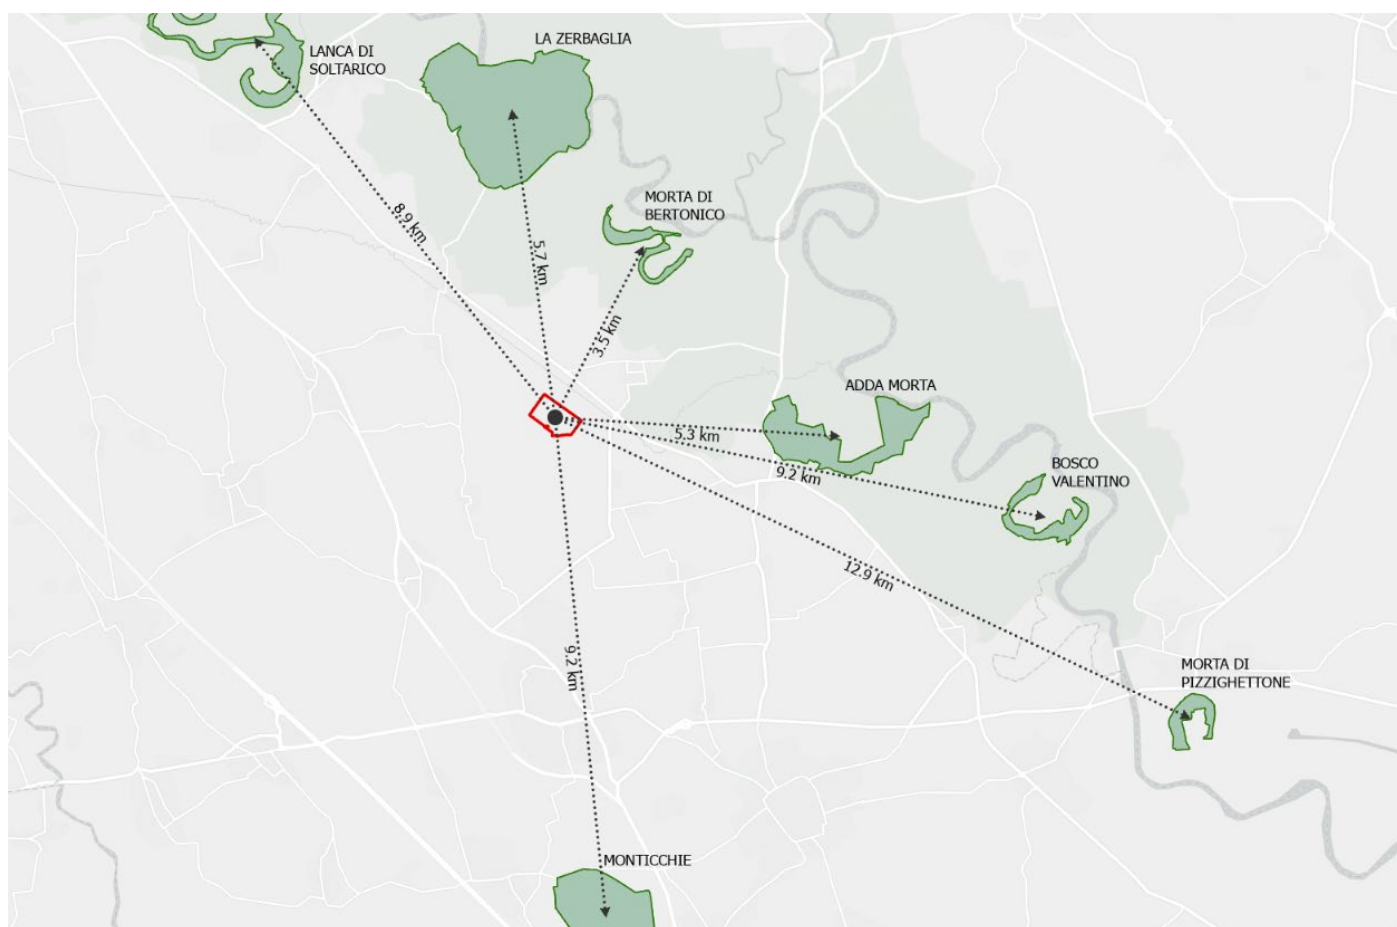 LANCA DI
SOLTARICO
LA ZERBAGLIA
MORTA DI
BERTONICO
8.9 km
5.7 km
3.5 km
ADDA MORTA
5.3 km
9.2 km
BOSCO
VALENTINO
12.9 km
9.2 km
MORTA DI
PIZZIGHETTONE
MONTICCHIE